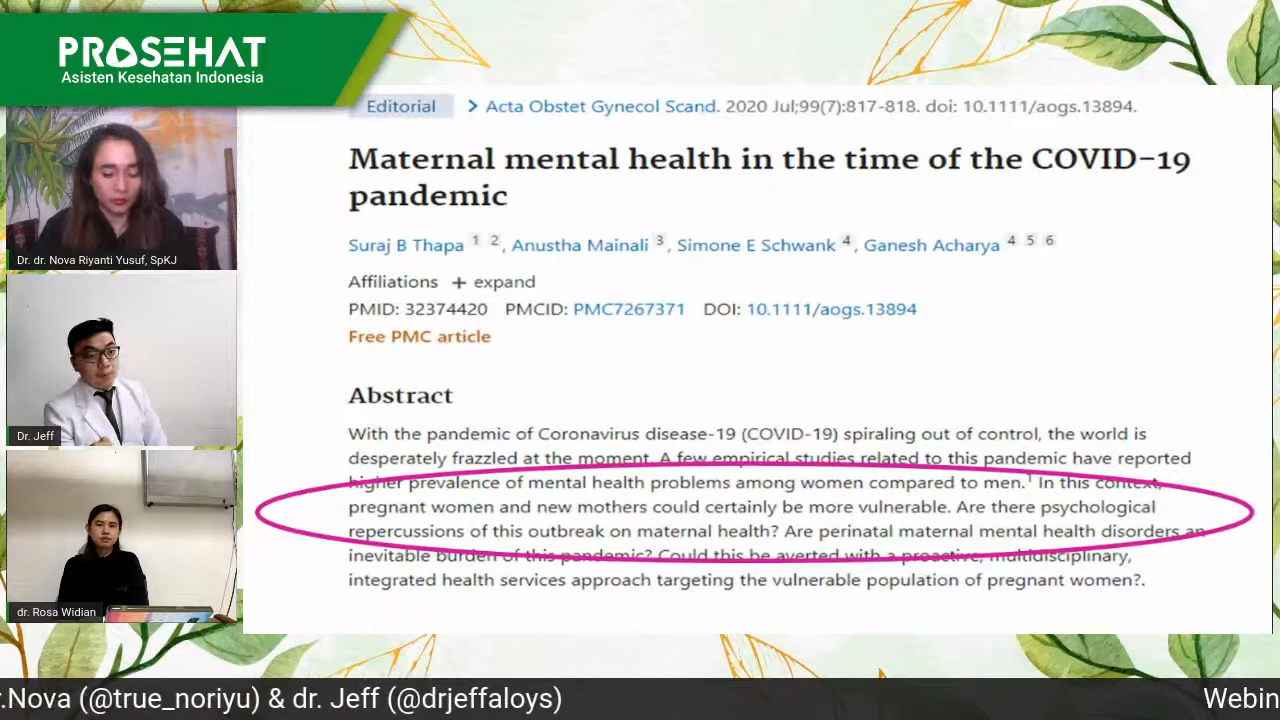 PROSEHAT
Asisten Kesehatan Indonesia
Dr. dr. Nova Riyanti Yusuf, SpKJ
Dr. Jeff
dr. Rosa Widian
Editorial > Acta Obstet Gynecol Scand. 2020 Jul;99(7):817-818. doi: 10.1111/aogs.13894.
Maternal mental health in the time of the COVID-19
pandemic
Suraj B Thapa 1 2, Anustha Mainali 3, Simone E Schwank 4, Ganesh Acharya 4 5 6
Affiliations + expand
PMID: 32374420 PMCID: PMC7267371 DOI: 10.1111/aogs.13894
Free PMC article
Abstract
With the pandemic of Coronavirus disease-19 (COVID-19) spiraling out of control, the world is
desperately frazzled at the moment. A few empirical studies related to this pandemic have reported
higher prevalence of mental health problems among women compared to men.1 In this context,
pregnant women and new mothers could certainly be more vulnerable. Are there psychological
repercussions of this outbreak on maternal health? Are perinatal maternal mental health disorders an
inevitable burden of this pandemic? Could this be averted with a proactive, multidisciplinary,
integrated health services approach targeting the vulnerable population of pregnant women?.
.Nova (@true_noriyu) & dr. Jeff (@drjeffaloys) Webin